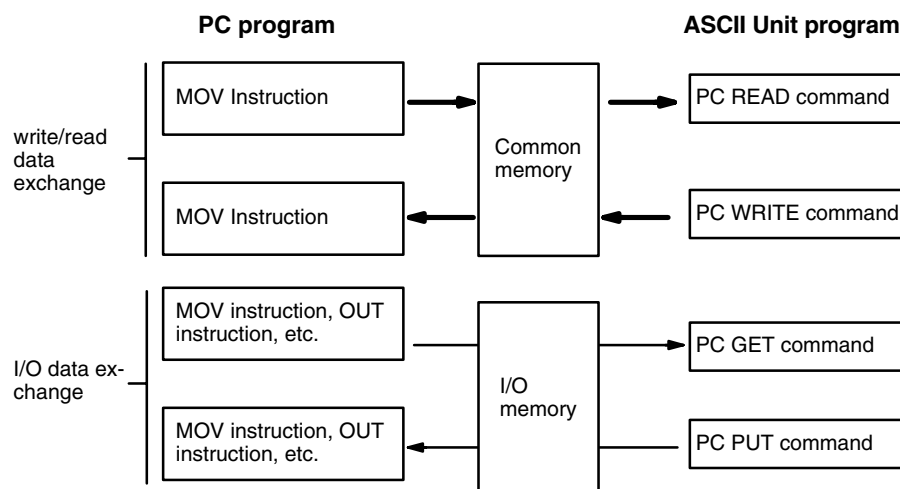 PC program
ASCII Unit program
MOV Instruction
PC READ command
write/read
data
exchange
Common
memory
MOV Instruction
PC WRITE command
MOV instruction, OUT
instruction, etc.
PC GET command
I/O data ex-
change
I/O
memory
MOV instruction, OUT
instruction, etc.
PC PUT command